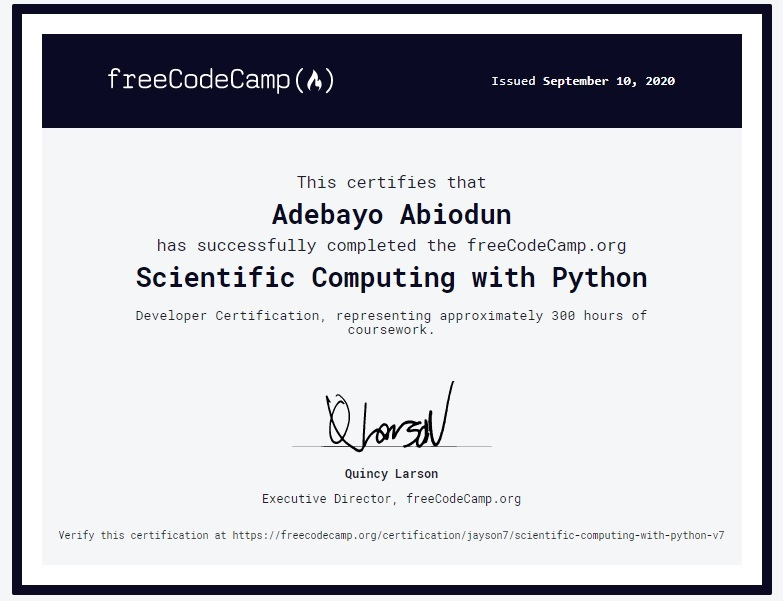 freeCodeCamp
Issued September 10, 2020
This certifies that
Adebayo Abiodun
has successfully completed the freeCodeCamp.org
Scientific Computing with Python
Developer Certification, representing approximately 300 hours of
coursework.
Q Larson
Quincy Larson
Executive Director, freeCodeCamp.org
Verify this certification at https://freecodecamp.org/certification/jayson7/scientific-computing-with-python-v7